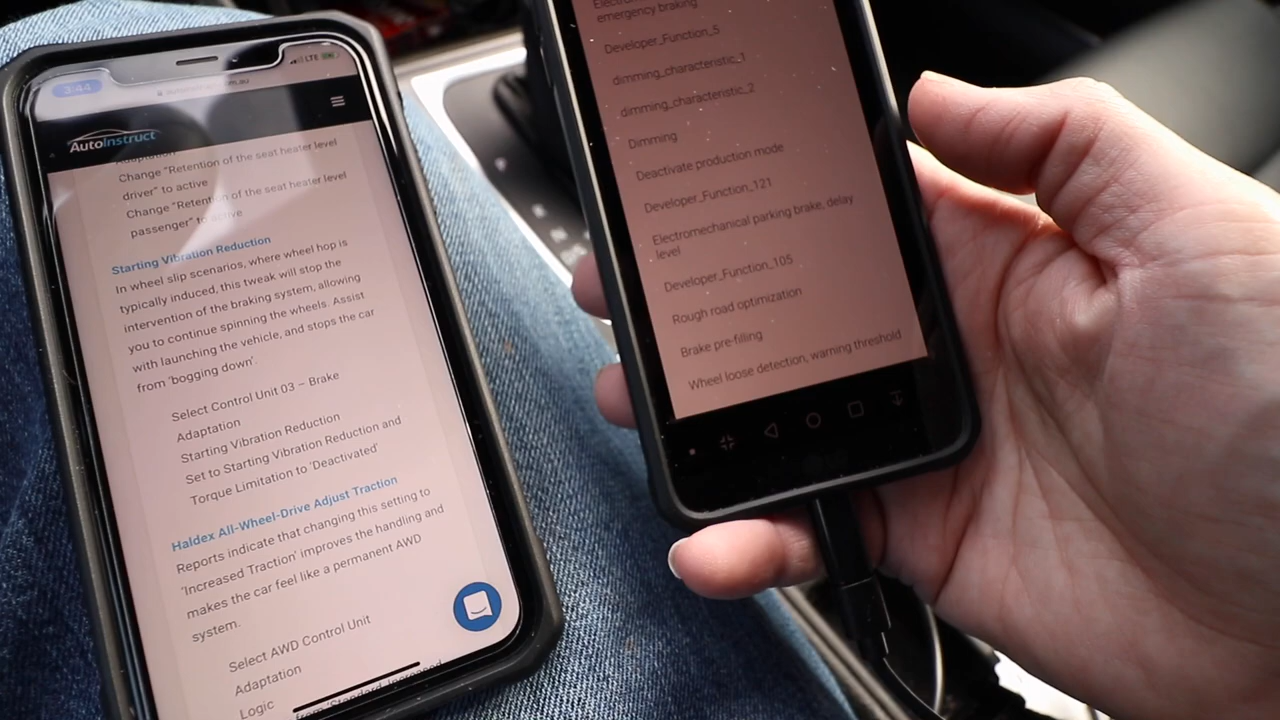 3:44
LTE
AutoInstruct
Adaptation
Change "Retention of the seat heater level
driver" to active
Change "Retention of the seat heater level
passenger" to active
Starting Vibration Reduction
In wheel slip scenarios, where wheel hop is
typically induced, this tweak will stop the
intervention of the braking system, allowing
you to continue spinning the wheels. Assist
with launching the vehicle, and stops the car
from 'bogging down'.
Select Control Unit 03 – Brake
Adaptation
Starting Vibration Reduction
Set to Starting Vibration Reduction and
Torque Limitation to 'Deactivated'
Haldex All-Wheel-Drive Adjust Traction
Reports indicate that changing this setting to
'Increased Traction' improves the handling and
makes the car feel like a permanent AWD
system.
Select AWD Control Unit
Adaptation
Logic
emergency braking
Developer_Function_5
dimming_characteristic_1
dimming_characteristic_2
Dimming
Deactivate production mode
Developer_Function_121
Electromechanical parking brake, delay
level
Developer_Function_105
Rough road optimization
Brake pre-filling
Wheel loose detection, warning threshold